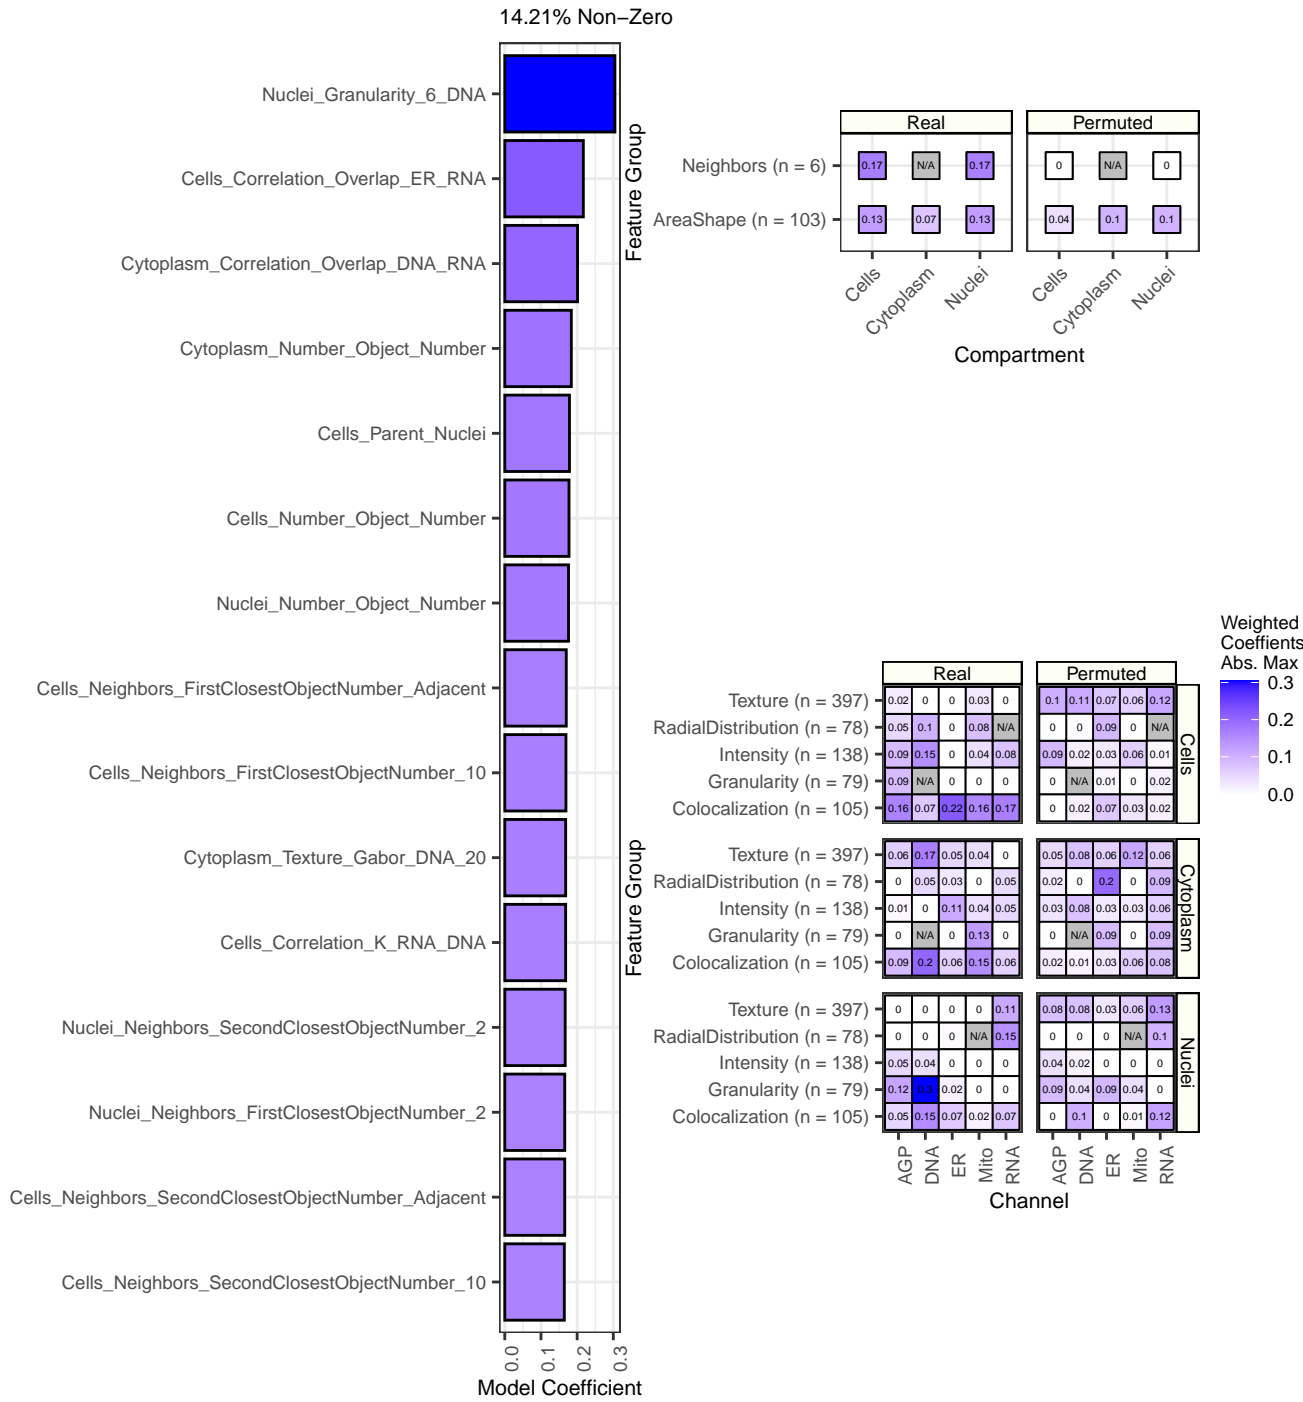 14.21% Non−Zero
Nuclei_Granularity_6_DNA
Cells_Correlation_Overlap_ER_RNA
Cytoplasm_Correlation_Overlap_DNA_RNA
Cytoplasm_Number_Object_Number
Cells_Parent_Nuclei
Cells_Number_Object_Number
Nuclei_Number_Object_Number
Cells_Neighbors_FirstClosestObjectNumber_Adjacent
Cells_Neighbors_FirstClosestObjectNumber_10
Cytoplasm_Texture_Gabor_DNA_20
Cells_Correlation_K_RNA_DNA
Nuclei_Neighbors_SecondClosestObjectNumber_2
Nuclei_Neighbors_FirstClosestObjectNumber_2
Cells_Neighbors_SecondClosestObjectNumber_Adjacent
Cells_Neighbors_SecondClosestObjectNumber_10
0.0 0.1 0.2 0.3
Model Coefficient
Feature Group
Real Permuted
Neighbors (n = 6) 0.17 N/A 0.17 0 N/A 0
AreaShape (n = 103) 0.13 0.07 0.13 0.04 0.1 0.1
Cells Cytoplasm Nuclei Cells Cytoplasm Nuclei
Compartment
Feature Group
Real Permuted
Texture (n = 397) 0.02 0 0 0.03 0 0.1 0.11 0.07 0.06 0.12
RadialDistribution (n = 78) 0.05 0.1 0 0.08 N/A 0 0 0.09 0 N/A
Intensity (n = 138) 0.09 0.15 0 0.04 0.08 0.09 0.02 0.03 0.06 0.01
Granularity (n = 79) 0.09 N/A 0 0 0 0 N/A 0.01 0 0.02
Colocalization (n = 105) 0.16 0.07 0.22 0.16 0.17 0 0.02 0.07 0.03 0.02
Cells
Texture (n = 397) 0.06 0.17 0.05 0.04 0 0.05 0.08 0.06 0.12 0.06
RadialDistribution (n = 78) 0 0.05 0.03 0 0.05 0.02 0 0.2 0 0.09
Intensity (n = 138) 0.01 0 0.11 0.04 0.05 0.03 0.08 0.03 0.03 0.06
Granularity (n = 79) 0 N/A 0 0.13 0 0 N/A 0.09 0 0.09
Colocalization (n = 105) 0.09 0.2 0.06 0.15 0.06 0.02 0.01 0.03 0.06 0.08
Cytoplasm
Texture (n = 397) 0 0 0 0 0.11 0.08 0.08 0.03 0.06 0.13
RadialDistribution (n = 78) 0 0 0 N/A 0.15 0 0 0 N/A 0.1
Intensity (n = 138) 0.05 0.04 0 0 0 0.04 0.02 0 0 0
Granularity (n = 79) 0.12 0.3 0.02 0 0 0.09 0.04 0.09 0.04 0
Colocalization (n = 105) 0.05 0.15 0.07 0.02 0.07 0 0.1 0 0.01 0.12
Nuclei
AGP DNA ER Mito RNA AGP DNA ER Mito RNA
Channel
Weighted
Coeffients
Abs. Max
0.3
0.2
0.1
0.0